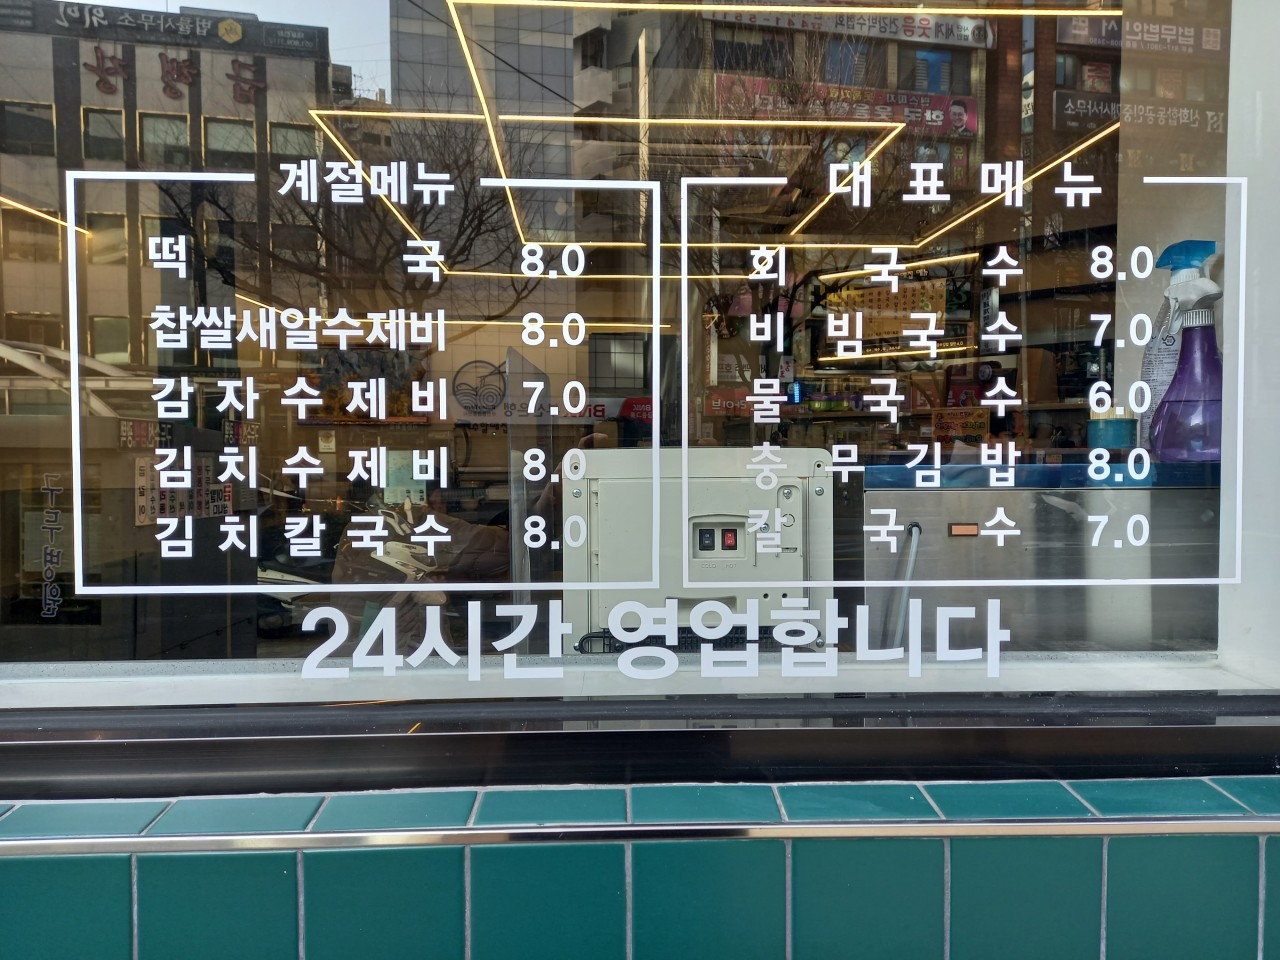 계절메뉴
떡국 8.0
찹쌀새알수제비 8.0
감자수제비 7.0
김치수제비 8.0
김치칼국수 8.0
대표메뉴
회국수 8.0
비빔국수 7.0
물국수 6.0
충무김밥 8.0
칼국수 7.0
24시간 영업합니다